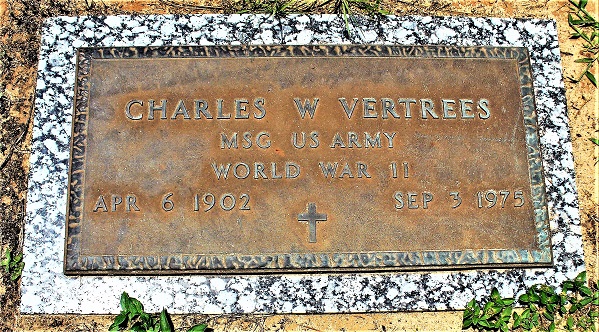 CHARLES W VERTREES
MSG US ARMY
WORLD WAR II
APR 6 1902 SEP 3 1975